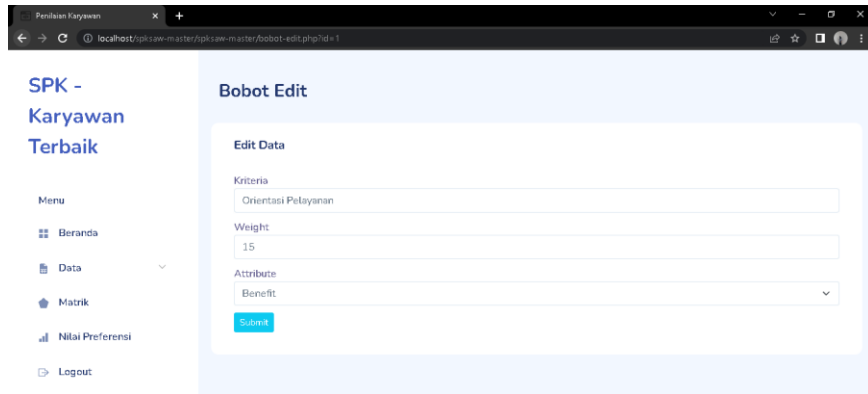 Penilaian Karyawan
localhost/spksaw-master/spksaw-master/bobot-edit.php?id=1
SPK -
Karyawan
Terbaik
Menu
Beranda
Data
Matrik
Nilai Preferensi
Logout
Bobot Edit
Edit Data
Kriteria
Orientasi Pelayanan
Weight
15
Attribute
Benefit
Submit